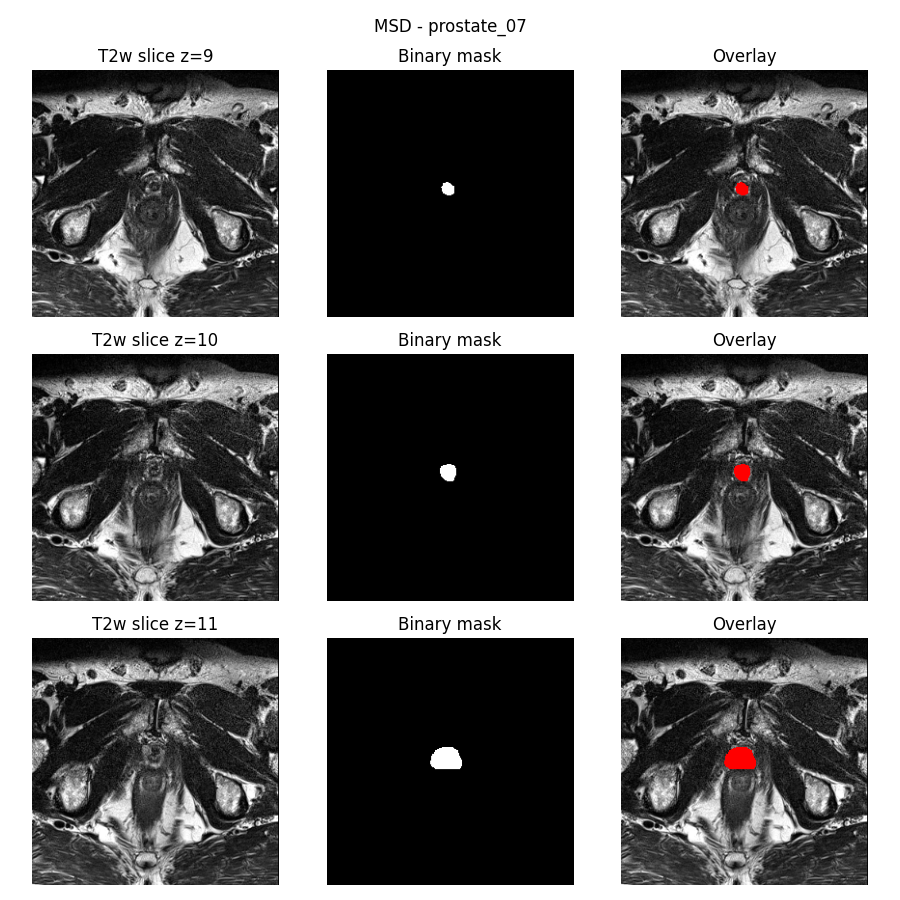 MSD - prostate_07
T2w slice z=9
Binary mask
Overlay
T2w slice z=10
Binary mask
Overlay
T2w slice z=11
Binary mask
Overlay